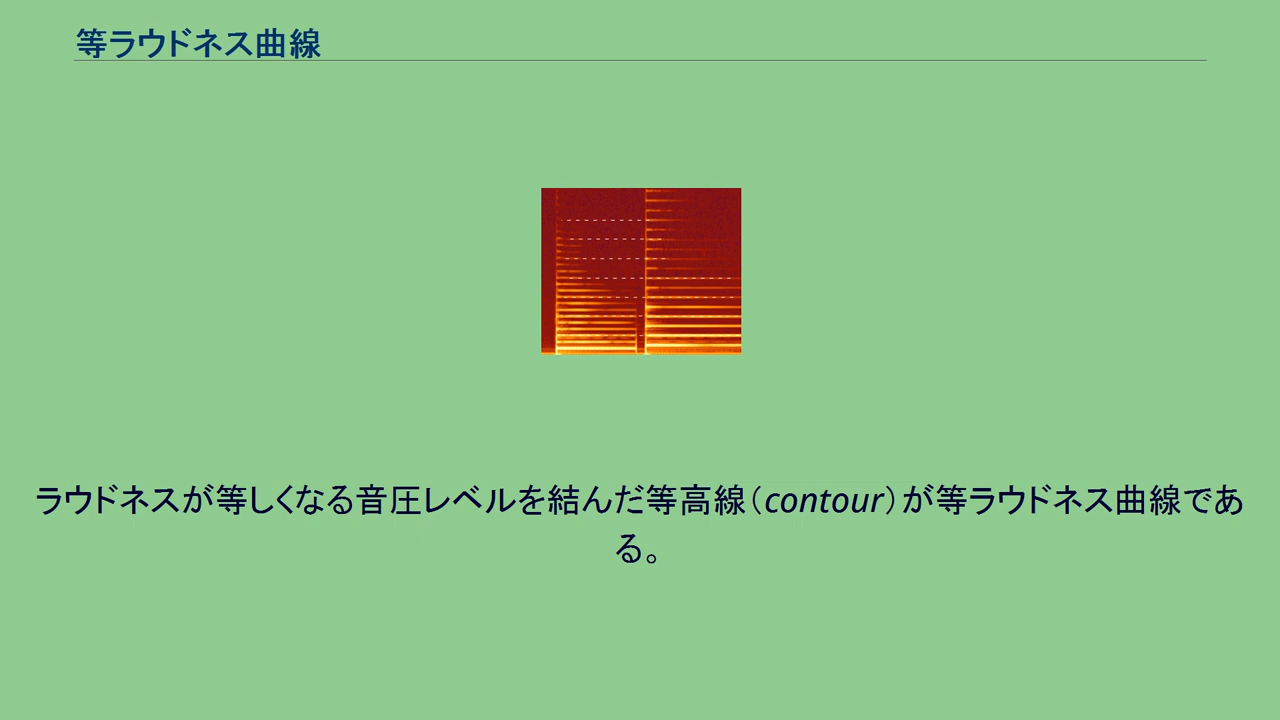 等ラウドネス曲線
ラウドネスが等しくなる音圧レベルを結んだ等高線（contour）が等ラウドネス曲線であ
る。